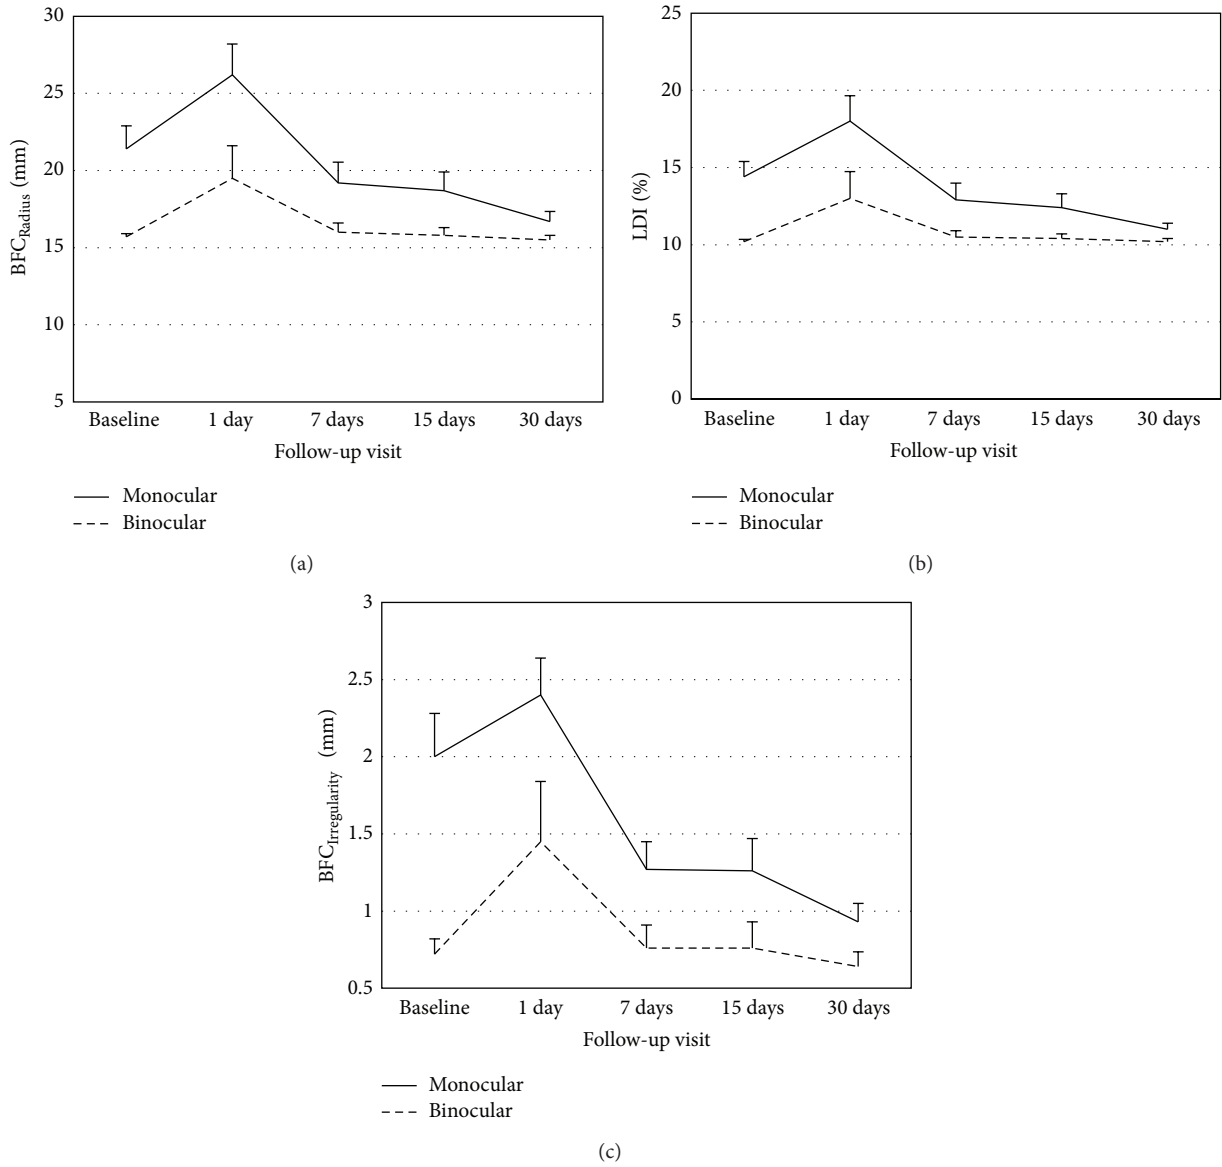 30
25
20
15
10
5
BFC_Radius (mm)
Baseline 1 day 7 days 15 days 30 days
Follow-up visit
Monocular
Binocular
(a)
25
20
15
10
5
0
LDI (%)
Baseline 1 day 7 days 15 days 30 days
Follow-up visit
Monocular
Binocular
(b)
3
2.5
2
1.5
1
0.5
BFC_Irregularity (mm)
Baseline 1 day 7 days 15 days 30 days
Follow-up visit
Monocular
Binocular
(c)